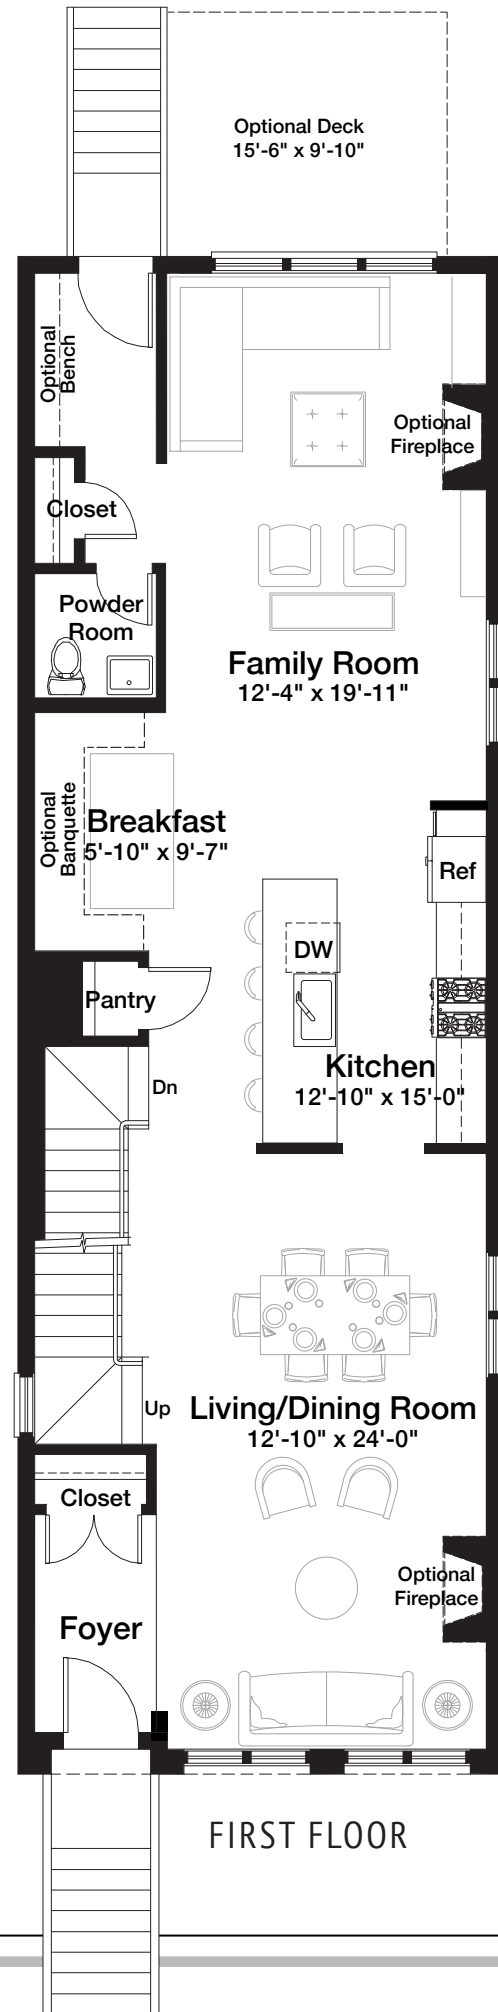 Optional Deck
15'-6" x 9'-10"
Optional
Bench
Optional
Fireplace
Closet
Powder
Room
Family Room
12'-4" x 19'-11"
Optional
Banquette
Breakfast
5'-10" x 9'-7"
Ref
DW
Pantry
Kitchen
12'-10" x 15'-0"
Dn
Up
Living/Dining Room
12'-10" x 24'-0"
Closet
Optional
Fireplace
Foyer
FIRST FLOOR